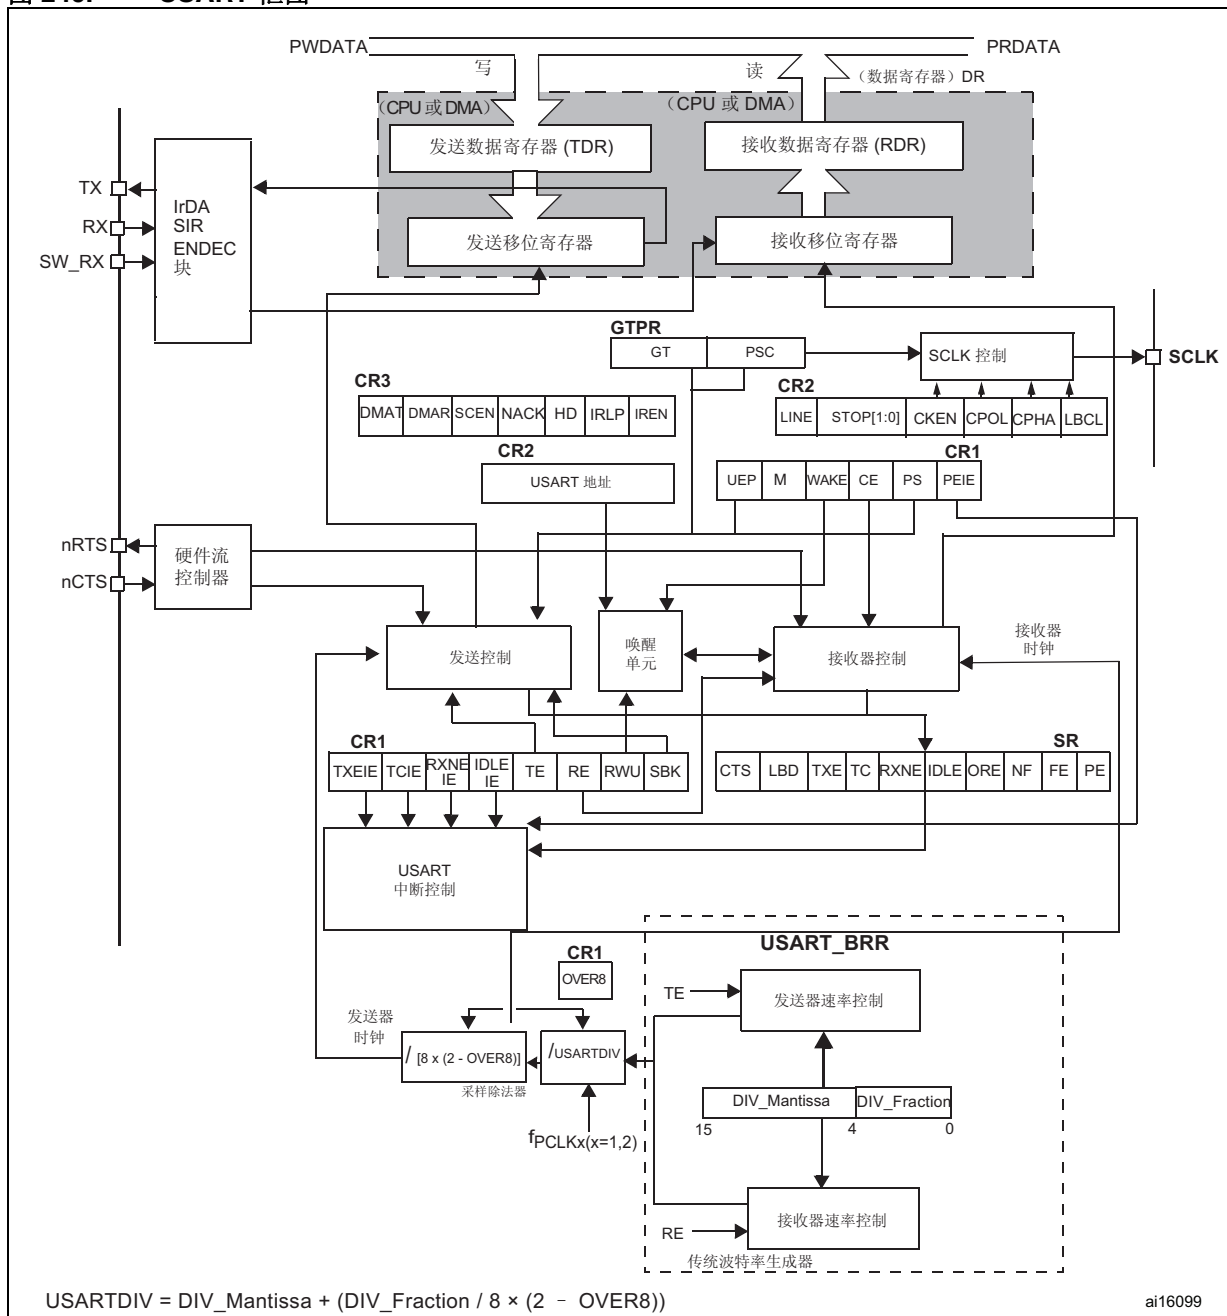 PWDATA
PRDATA
写
读
（数据寄存器）DR
（CPU 或 DMA）
（CPU 或 DMA）
发送数据寄存器 (TDR)
接收数据寄存器 (RDR)
TX
RX
SW_RX
IrDA
SIR
ENDEC
块
发送移位寄存器
接收移位寄存器
GTPR
GT
PSC
SCLK 控制
SCLK
CR3
DMAT DMAR SCEN NACK HD IRLP IREN
CR2
LINE STOP[1:0] CKEN CPOL CPHA LBCL
CR2
USART 地址
CR1
UEP M WAKE CE PS PEIE
nRTS
nCTS
硬件流
控制器
发送控制
唤醒
单元
接收器控制
接收器
时钟
CR1
TXEIE TCIE RXNE IE IDLE IE TE RE RWU SBK
SR
CTS LBD TXE TC RXNE IDLE ORE NF FE PE
USART
中断控制
USART_BRR
CR1
OVER8
TE
发送器速率控制
发送器
时钟
/ [8 x (2 - OVER8)]
/USARTDIV
采样除法器
DIV_Mantissa DIV_Fraction
15 4 0
fPCLKx(x=1,2)
接收器速率控制
RE
传统波特率生成器
USARTDIV = DIV_Mantissa + (DIV_Fraction / 8 × (2 – OVER8))
ai16099